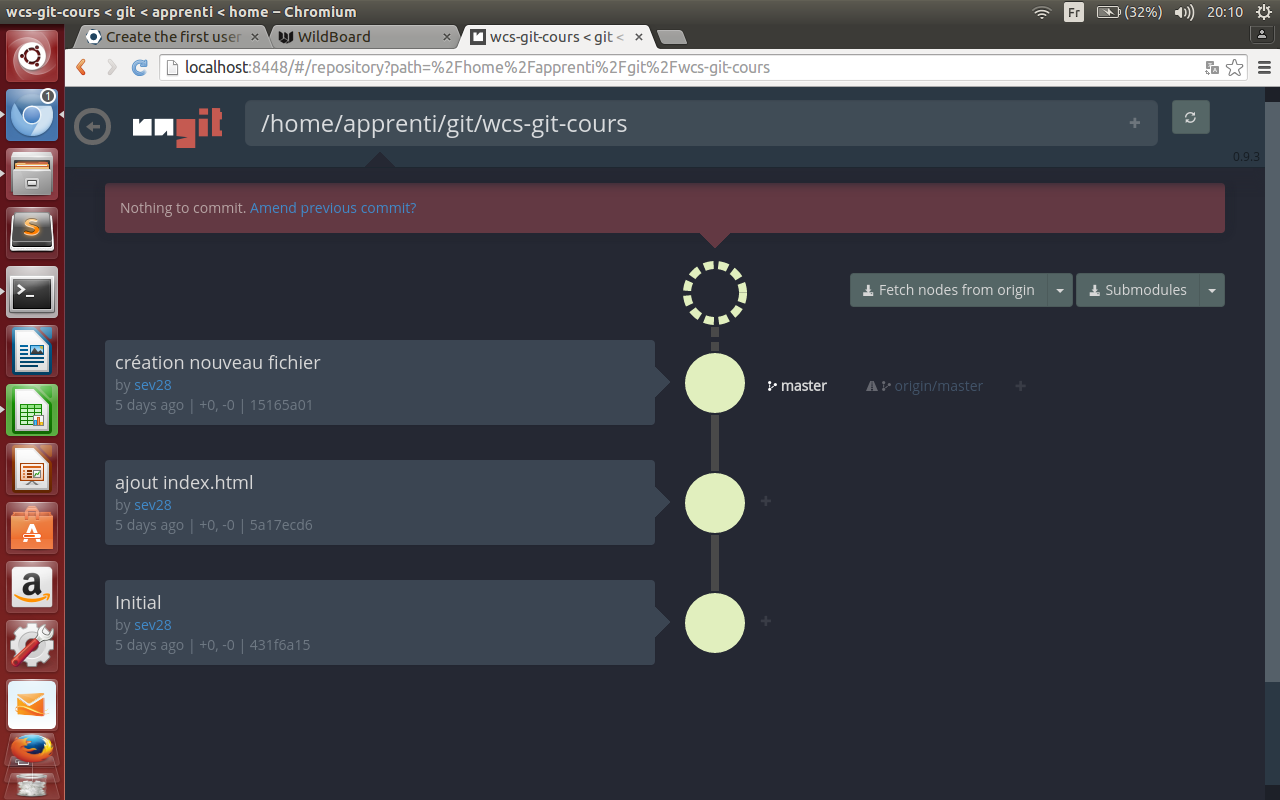 wcs-git-cours < git < apprenti < home – Chromium
Fr (32%) 20:10
Create the first user × WildBoard × wcs-git-cours < git < ×
localhost:8448/#/repository?path=%2Fhome%2Fapprenti%2Fgit%2Fwcs-git-cours
1
ungit /home/apprenti/git/wcs-git-cours +
0.9.3
Nothing to commit. Amend previous commit?
Fetch nodes from origin Submodules
création nouveau fichier
by sev28
5 days ago | +0, -0 | 15165a01
master origin/master +
ajout index.html
by sev28
5 days ago | +0, -0 | 5a17ecd6
+
Initial
by sev28
5 days ago | +0, -0 | 431f6a15
+